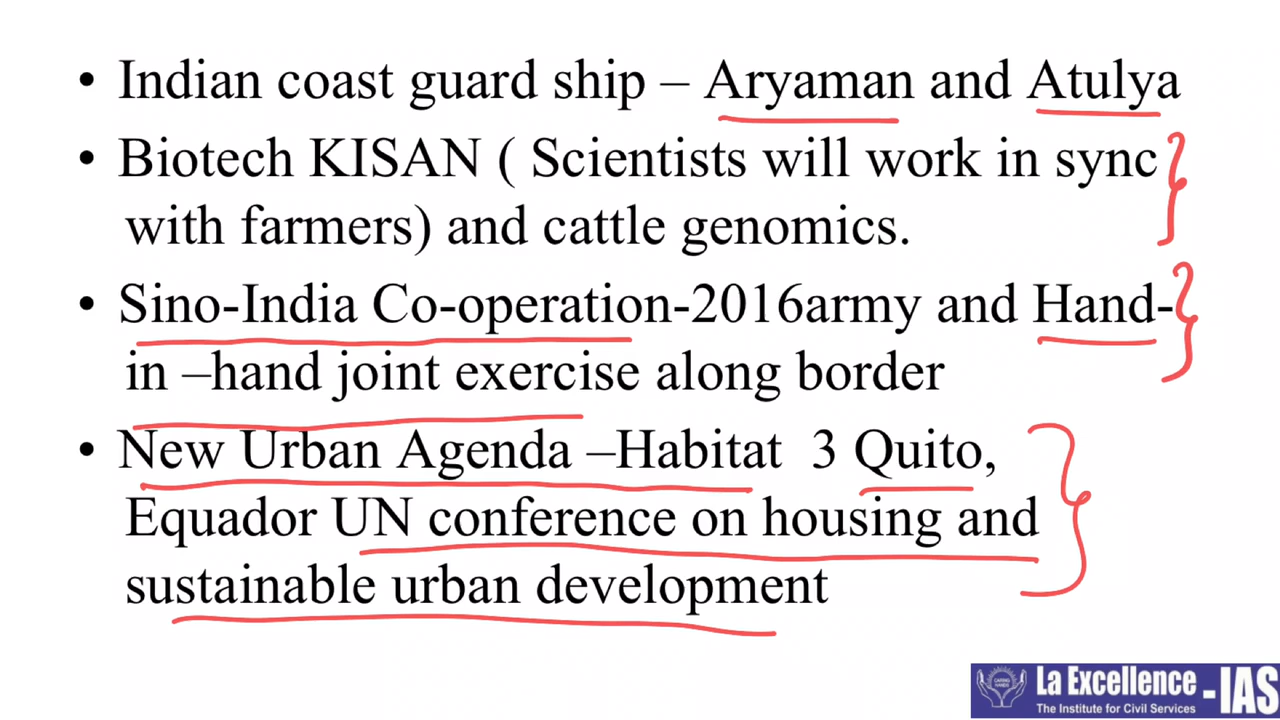 • Indian coast guard ship – Aryaman and Atulya
• Biotech KISAN ( Scientists will work in sync
with farmers) and cattle genomics.
• Sino-India Co-operation-2016army and Hand-
in –hand joint exercise along border
• New Urban Agenda –Habitat 3 Quito,
Equador UN conference on housing and
sustainable urban development
CARING HANDS
La Excellence -IAS
The Institute for Civil Services